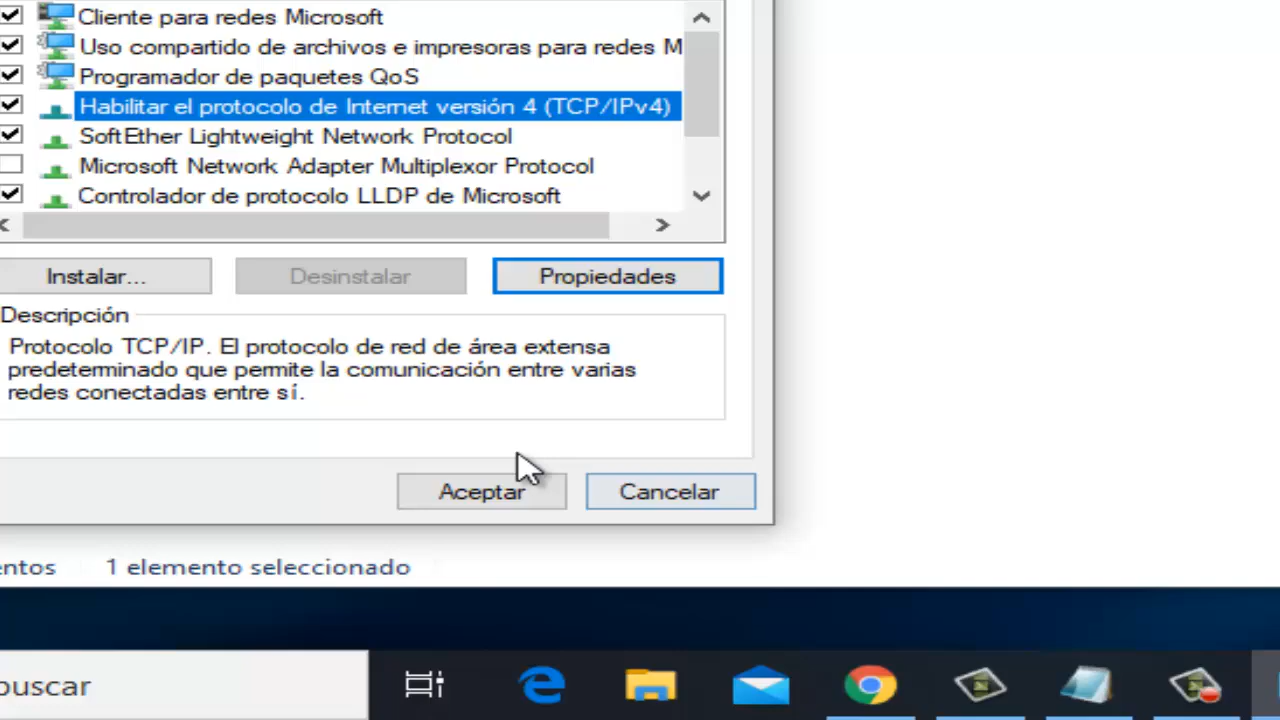 Cliente para redes Microsoft
Uso compartido de archivos e impresoras para redes M
Programador de paquetes QoS
Habilitar el protocolo de Internet versión 4 (TCP/IPv4)
SoftEther Lightweight Network Protocol
Microsoft Network Adapter Multiplexor Protocol
Controlador de protocolo LLDP de Microsoft
Instalar... Desinstalar Propiedades
Descripción
Protocolo TCP/IP. El protocolo de red de área extensa
predeterminado que permite la comunicación entre varias
redes conectadas entre sí.
Aceptar Cancelar
entos 1 elemento seleccionado
buscar